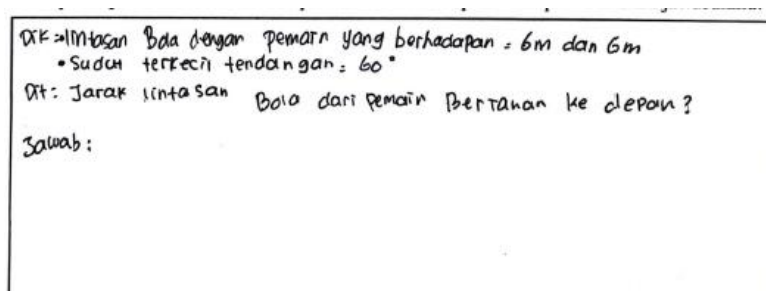 Dik: • lintasan Bola dengan pemain yang berhadapan = 6m dan 6m
• Sudut terkecil tendangan = 60°
Dit: Jarak lintasan Bola dari pemain Bertahan ke depan?
Jawab: